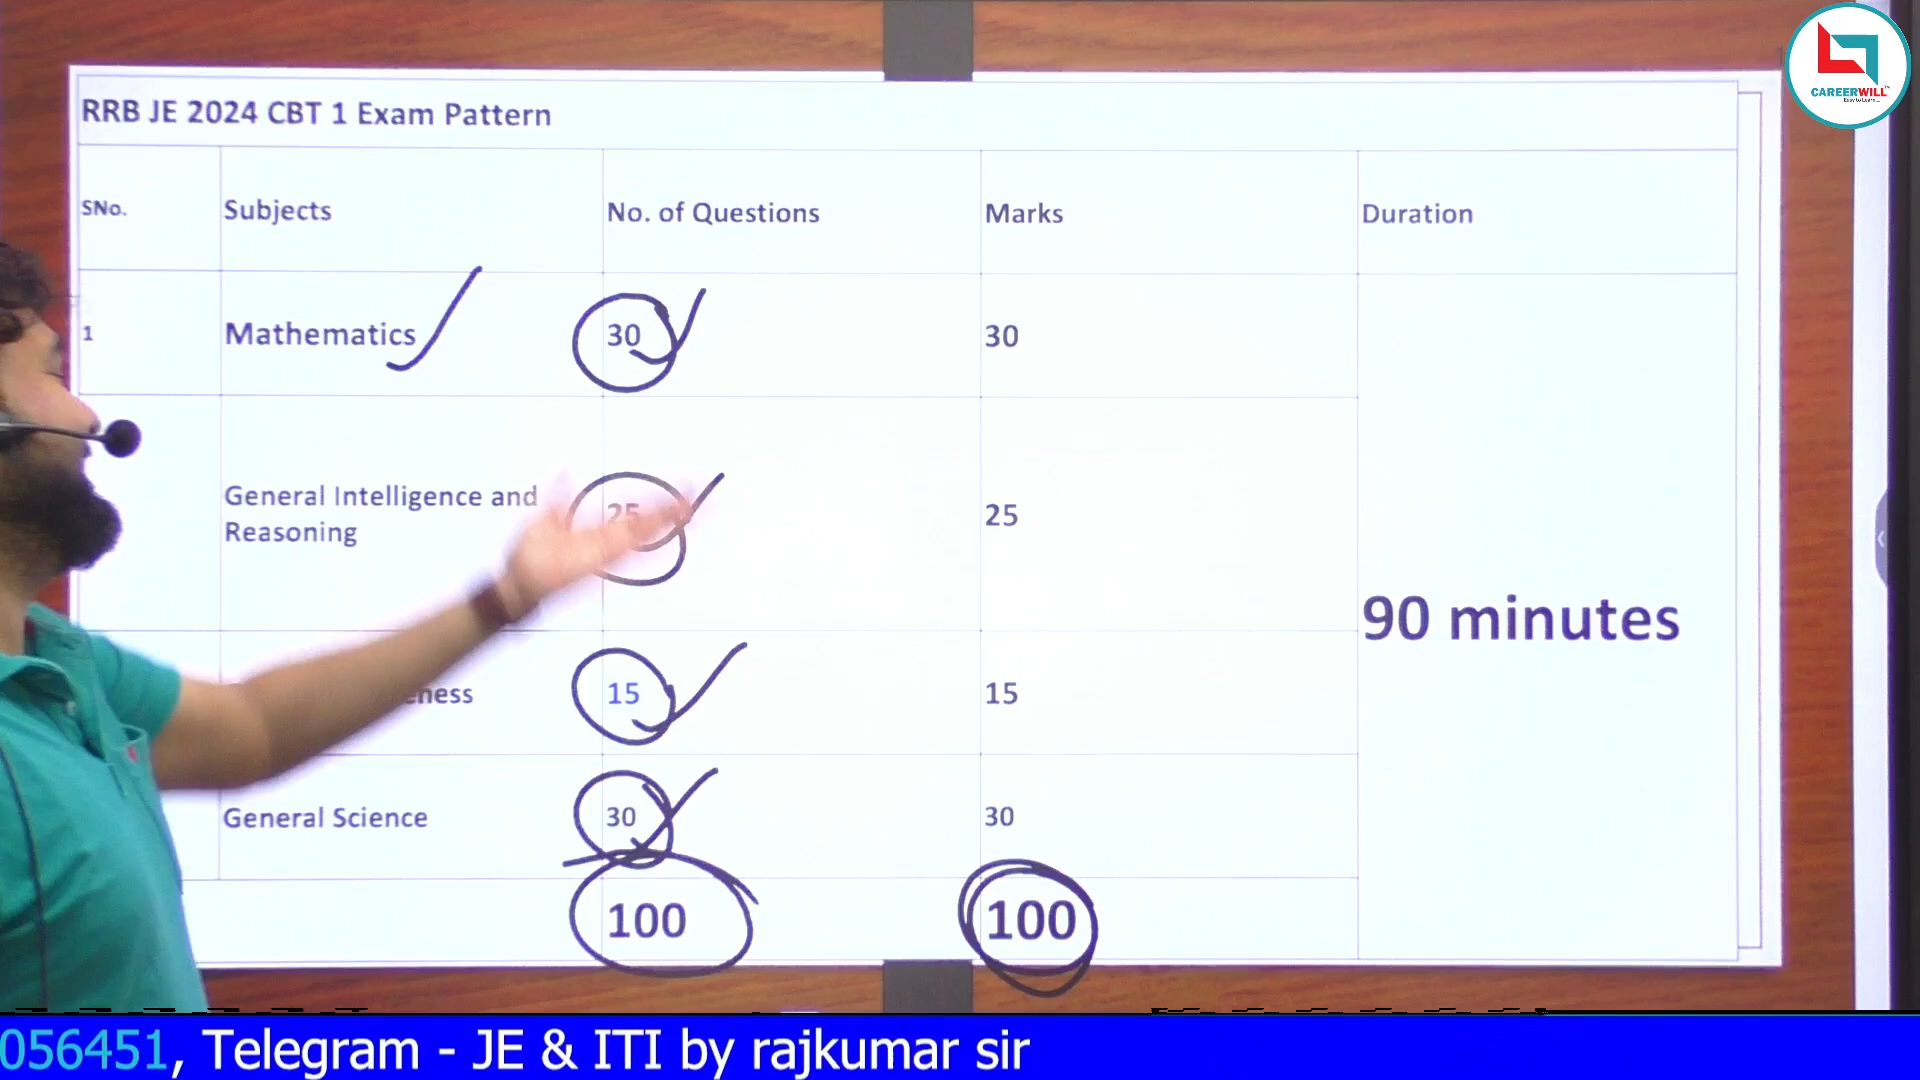 RRB JE 2024 CBT 1 Exam Pattern
SNo. Subjects No. of Questions Marks Duration
1 Mathematics 30 30
General Intelligence and
Reasoning
25 25
90 minutes
15 15
General Science 30 30
100 100
CAREERWILL
056451, Telegram - JE & ITI by rajkumar sir